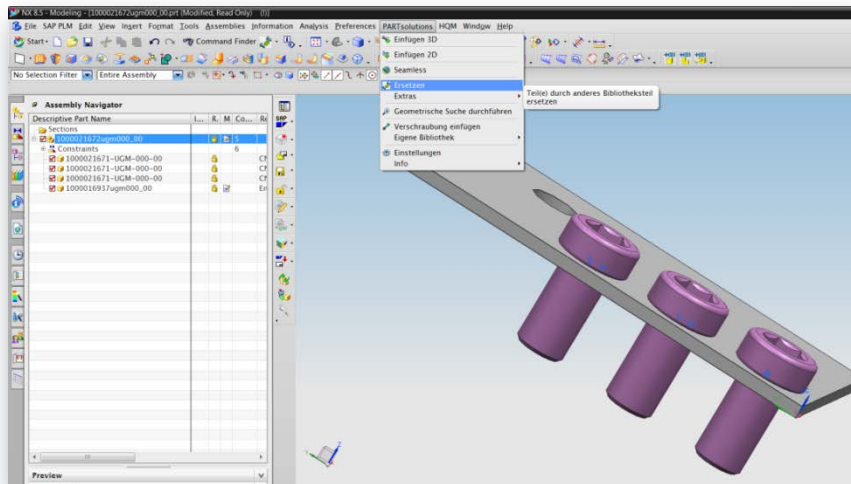 NX 8.5 - Modeling - [1000021672ugm000_00.prt (Modified, Read Only) (!)]
File SAP PLM Edit View Insert Format Tools Assemblies Information Analysis Preferences PARTsolutions HQM Window Help
Start Command Finder
No Selection Filter Entire Assembly
Einfügen 3D
Einfügen 2D
Seamless
Ersetzen
Extras
Geometrische Suche durchführen
Verschraubung einfügen
Eigene Bibliothek
Einstellungen
Info
Teil(e) durch anderes Bibliotheksteil
ersetzen
Assembly Navigator
Descriptive Part Name I... R. M Co...
Sections
1000021672ugm000_00 5
Constraints 6
1000021671-UGM-000-00
1000021671-UGM-000-00
1000021671-UGM-000-00
1000016937ugm000_00
Preview
SAP